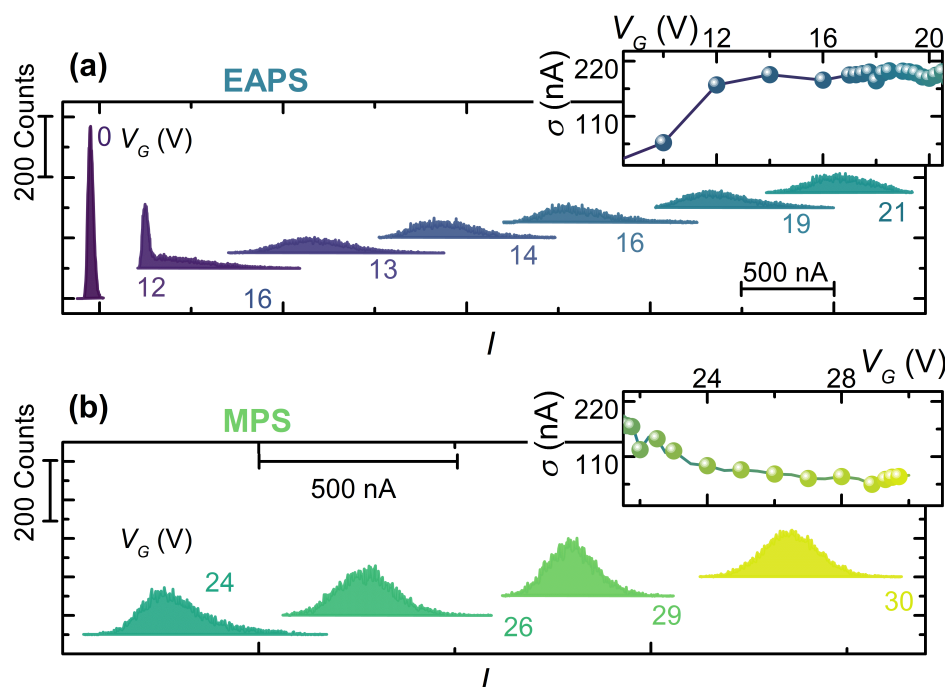 (a)
EAPS
200 Counts
0 V_G (V)
12
16
13
14
16
19
21
500 nA
I
V_G (V)
12 16 20
220
110
σ (nA)
(b)
MPS
200 Counts
500 nA
V_G (V)
24
26
29
30
I
24 28 V_G (V)
220
110
σ (nA)